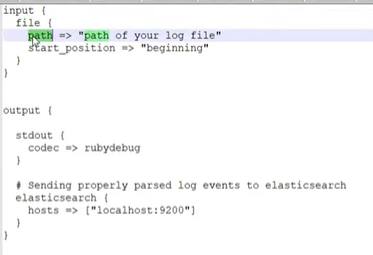 input {
file {
path => "path of your log file"
start_position => "beginning"
}
}
output {
stdout {
codec => rubydebug
}
# Sending properly parsed log events to elasticsearch
elasticsearch {
hosts => ["localhost:9200"]
}
}